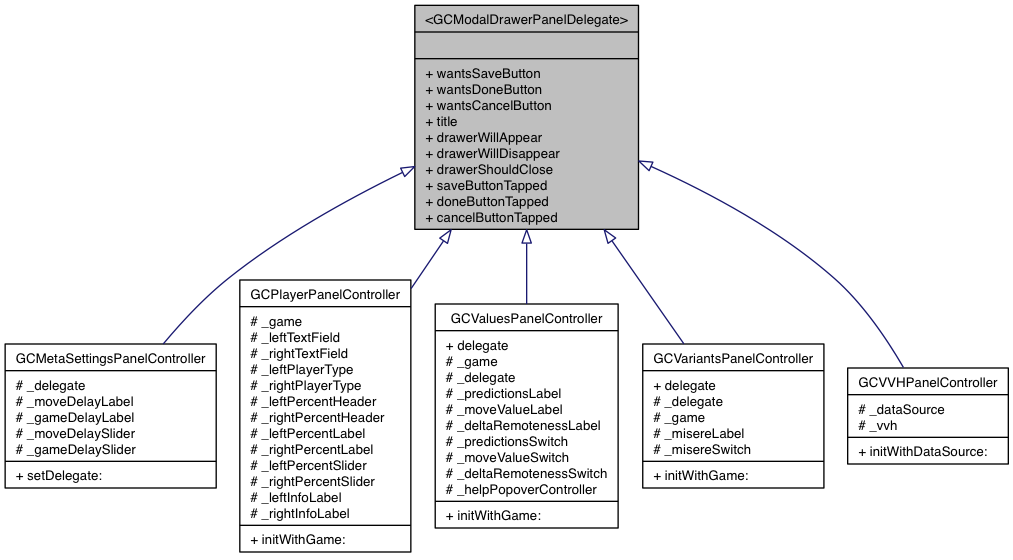 <GCModalDrawerPanelDelegate>
+ wantsSaveButton
+ wantsDoneButton
+ wantsCancelButton
+ title
+ drawerWillAppear
+ drawerWillDisappear
+ drawerShouldClose
+ saveButtonTapped
+ doneButtonTapped
+ cancelButtonTapped
GCMetaSettingsPanelController
# _delegate
# _moveDelayLabel
# _gameDelayLabel
# _moveDelaySlider
# _gameDelaySlider
+ setDelegate:
GCPlayerPanelController
# _game
# _leftTextField
# _rightTextField
# _leftPlayerType
# _rightPlayerType
# _leftPercentHeader
# _rightPercentHeader
# _leftPercentLabel
# _rightPercentLabel
# _leftPercentSlider
# _rightPercentSlider
# _leftInfoLabel
# _rightInfoLabel
+ initWithGame:
GCValuesPanelController
+ delegate
# _game
# _delegate
# _predictionsLabel
# _moveValueLabel
# _deltaRemotenessLabel
# _predictionsSwitch
# _moveValueSwitch
# _deltaRemotenessSwitch
# _helpPopoverController
+ initWithGame:
GCVariantsPanelController
+ delegate
# _delegate
# _game
# _misereLabel
# _misereSwitch
+ initWithGame:
GCVVHPanelController
# _dataSource
# _vvh
+ initWithDataSource: